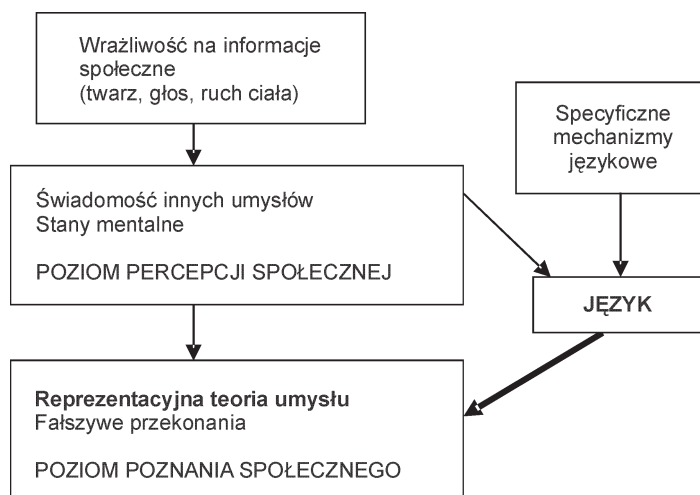 Wrażliwość na informacje
społeczne
(twarz, głos, ruch ciała)
Specyficzne
mechanizmy
językowe
Świadomość innych umysłów
Stany mentalne
POZIOM PERCEPCJI SPOŁECZNEJ
JĘZYK
Reprezentacyjna teoria umysłu
Fałszywe przekonania
POZIOM POZNANIA SPOŁECZNEGO